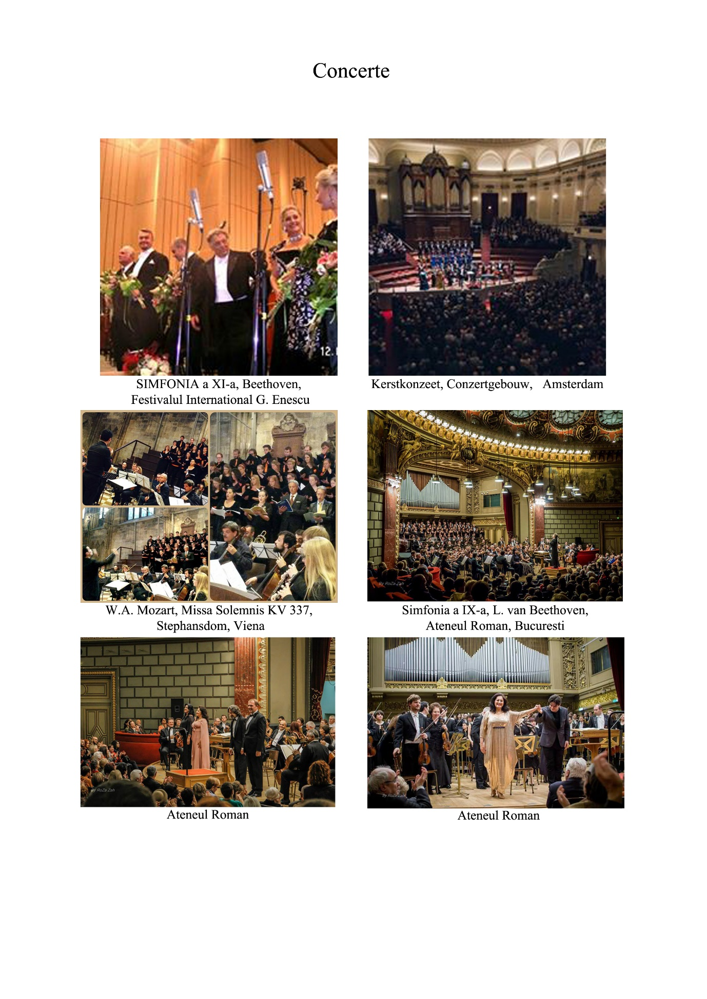 Concerte
12.
SIMFONIA a XI-a, Beethoven,
Festivalul International G. Enescu
Kerstkonzeet, Conzertgebouw, Amsterdam
By RoZa Zah
W.A. Mozart, Missa Solemnis KV 337,
Stephansdom, Viena
Simfonia a IX-a, L. van Beethoven,
Ateneul Roman, Bucuresti
By RoZa Zah
By RoZa Zah
Ateneul Roman
Ateneul Roman